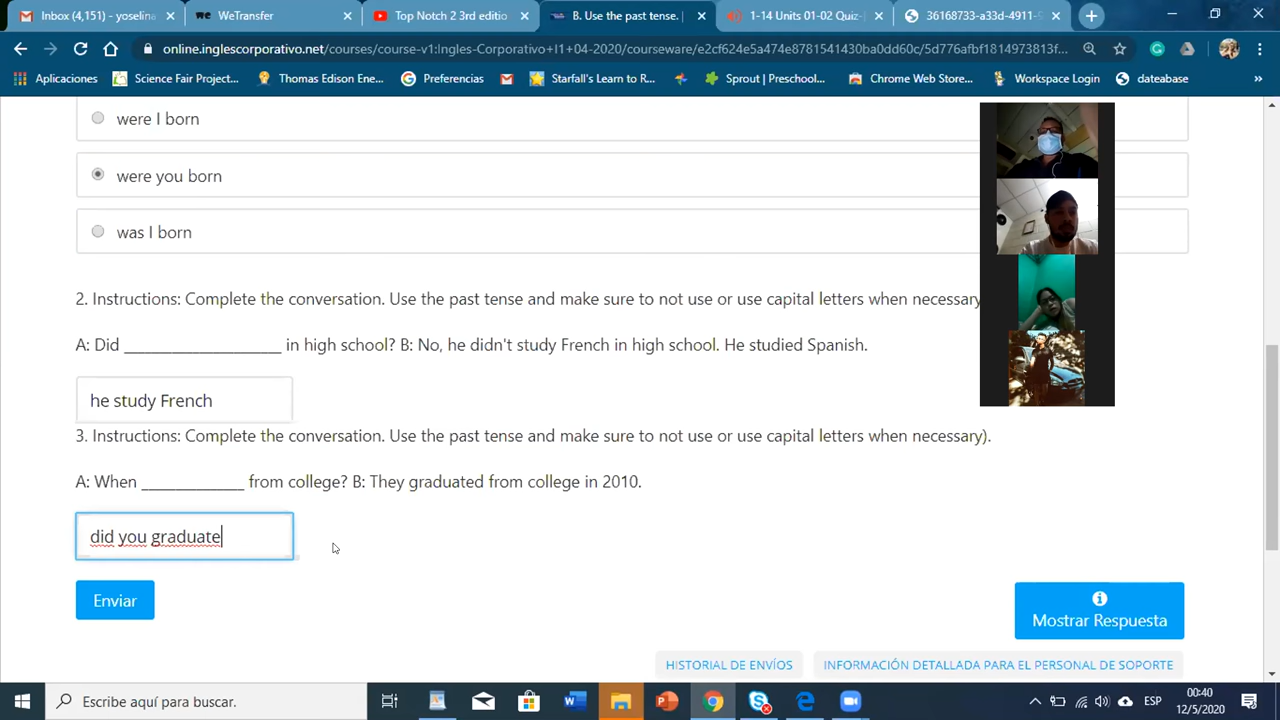 Inbox (4,151) - yoselina
WeTransfer
Top Notch 2 3rd editio
B. Use the past tense. |
1-14 Units 01-02 Quiz-
36168733-a33d-4911-9
online.inglescorporativo.net/courses/course-v1:Ingles-Corporativo+I1+04-2020/courseware/e2cf624e5a474e8781541430ba0dd60c/5d776afbf1814973813f...
Aplicaciones
Science Fair Project...
Thomas Edison Ene...
Preferencias
Starfall's Learn to R...
Sprout | Preschool...
Chrome Web Store...
Workspace Login
dateabase
were I born
were you born
was I born
2. Instructions: Complete the conversation. Use the past tense and make sure to not use or use capital letters when necessary
A: Did ____________________ in high school? B: No, he didn't study French in high school. He studied Spanish.
he study French
3. Instructions: Complete the conversation. Use the past tense and make sure to not use or use capital letters when necessary).
A: When _____________ from college? B: They graduated from college in 2010.
did you graduate
Enviar
Mostrar Respuesta
HISTORIAL DE ENVÍOS
INFORMACIÓN DETALLADA PARA EL PERSONAL DE SOPORTE
Escribe aquí para buscar.
ESP
00:40
12/5/2020